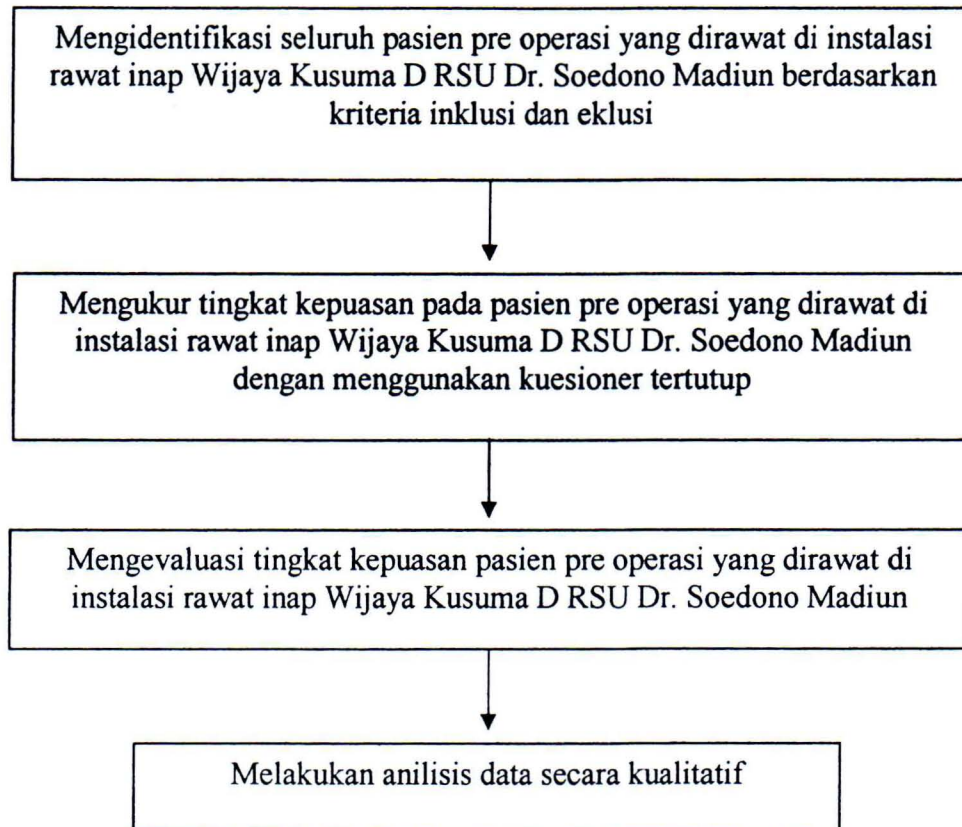 Mengidentifikasi seluruh pasien pre operasi yang dirawat di instalasi
rawat inap Wijaya Kusuma D RSU Dr. Soedono Madiun berdasarkan
kriteria inklusi dan eklusi
Mengukur tingkat kepuasan pada pasien pre operasi yang dirawat di
instalasi rawat inap Wijaya Kusuma D RSU Dr. Soedono Madiun
dengan menggunakan kuesioner tertutup
Mengevaluasi tingkat kepuasan pasien pre operasi yang dirawat di
instalasi rawat inap Wijaya Kusuma D RSU Dr. Soedono Madiun
Melakukan anilisis data secara kualitatif